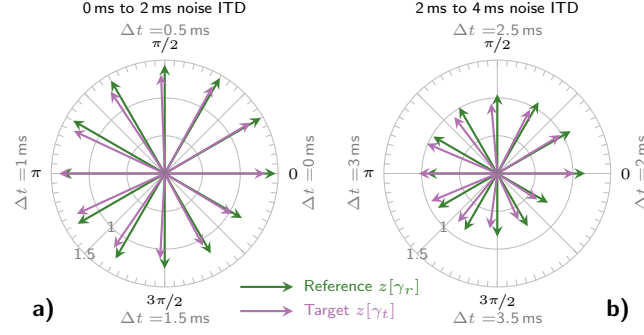 0 ms to 2 ms noise ITD
Δt =0.5 ms
π/2
Δt =1 ms
π
0
Δt =0 ms
1
1.5
3π/2
Δt =1.5 ms
a)
2 ms to 4 ms noise ITD
Δt =2.5 ms
π/2
Δt =3 ms
π
0
Δt =2 ms
1
1.5
3π/2
Δt =3.5 ms
b)
Reference z[γr]
Target z[γt]